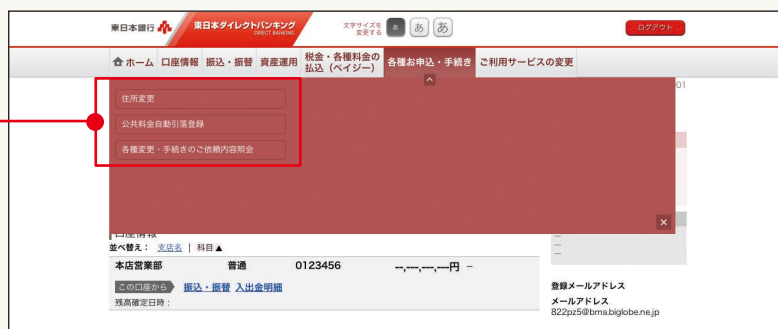 東日本銀行
東日本ダイレクトバンキング
DIRECT BANKING
文字サイズを
変更する
あ あ あ
ログアウト
ホーム 口座情報 振込・振替 資産運用 税金・各種料金の
払込(ペイジー) 各種お申込・手続き ご利用サービスの変更
01
住所変更
公共料金自動引落登録
各種変更・手続きのご依頼内容照会
×
口座情報
並べ替え: 支店名 | 科目▲
本店営業部 普通 0123456 --,---,---,---円 −
この口座から 振込・振替 入出金明細
残高確定日時:
登録メールアドレス
メールアドレス
822pz5@bma.biglobe.ne.jp